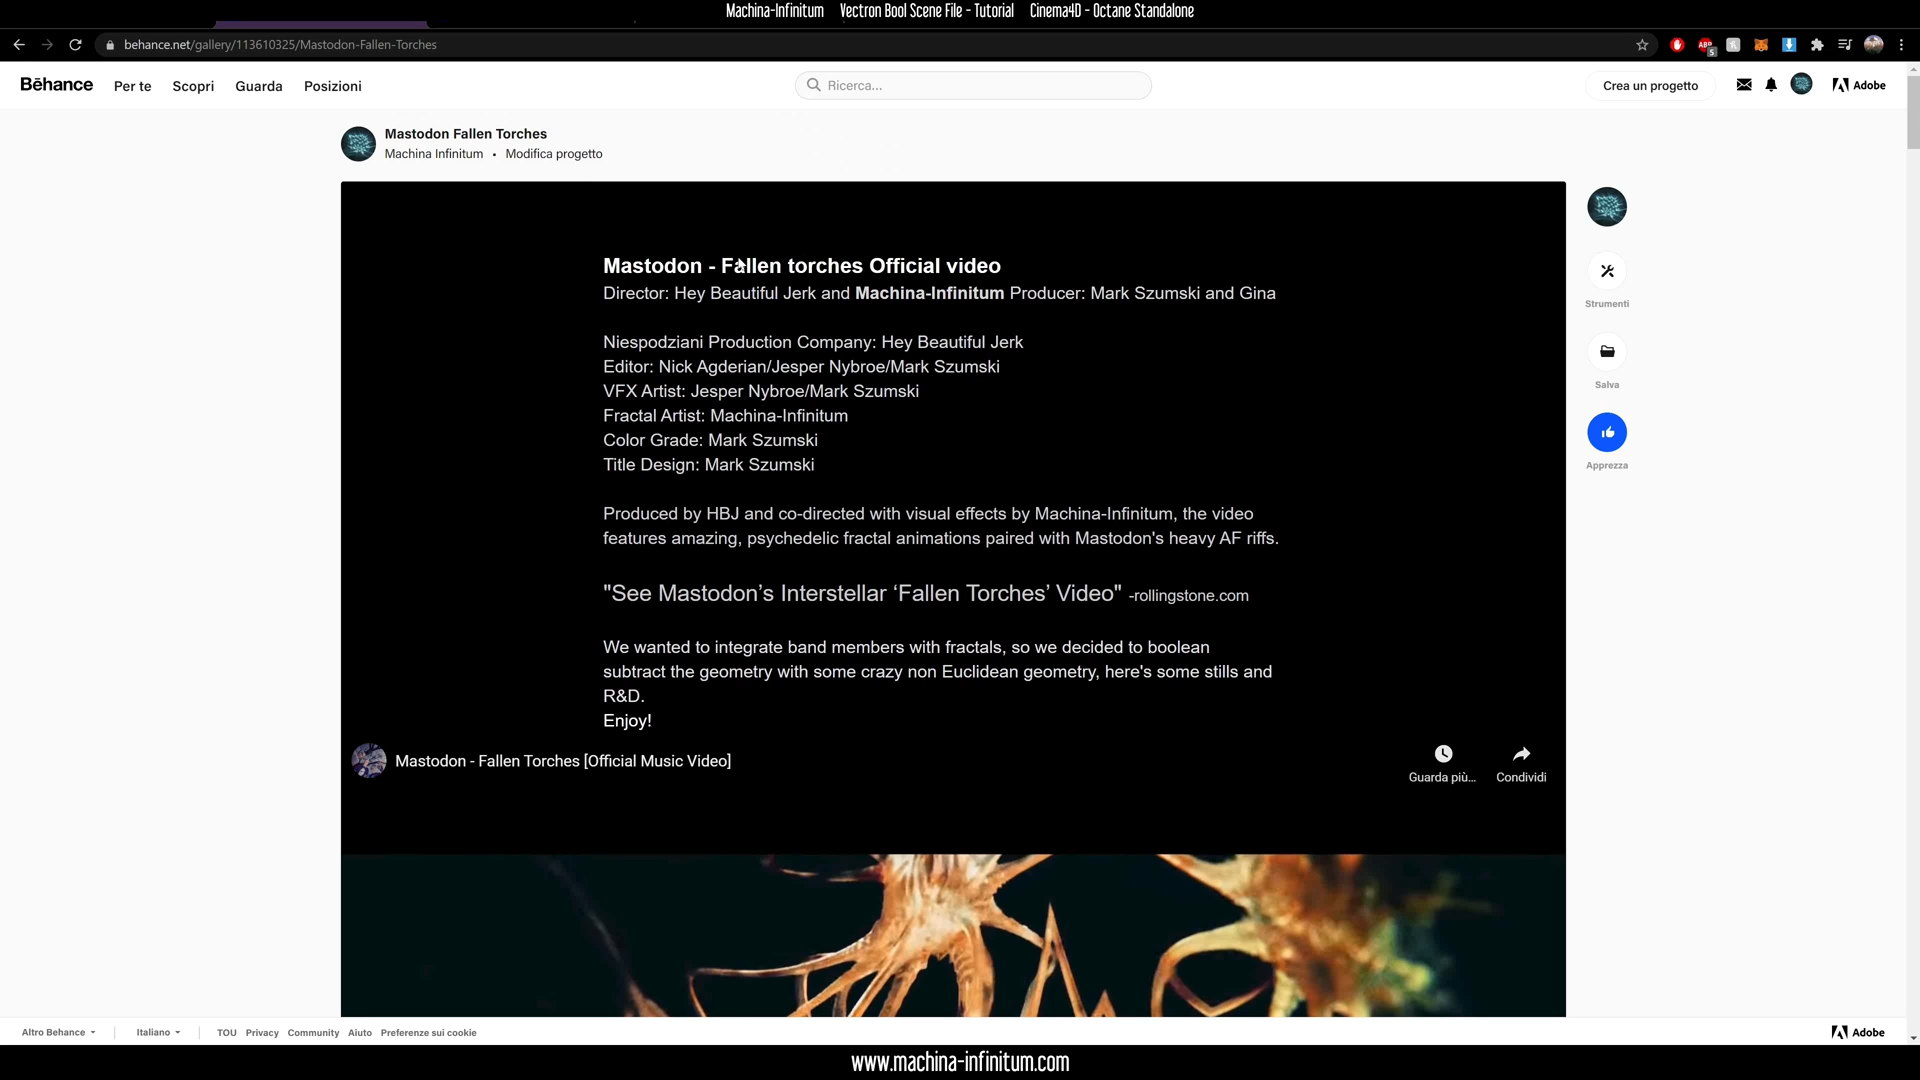 Machina-Infinitum Vectron Bool Scene File - Tutorial Cinema4D - Octane Standalone
behance.net/gallery/113610325/Mastodon-Fallen-Torches
ABP 5
Bēhance Per te Scopri Guarda Posizioni Ricerca... Crea un progetto Adobe
Mastodon Fallen Torches
Machina Infinitum • Modifica progetto
Mastodon - Fallen torches Official video
Director: Hey Beautiful Jerk and Machina-Infinitum Producer: Mark Szumski and Gina
Niespodziani Production Company: Hey Beautiful Jerk
Editor: Nick Agderian/Jesper Nybroe/Mark Szumski
VFX Artist: Jesper Nybroe/Mark Szumski
Fractal Artist: Machina-Infinitum
Color Grade: Mark Szumski
Title Design: Mark Szumski
Produced by HBJ and co-directed with visual effects by Machina-Infinitum, the video
features amazing, psychedelic fractal animations paired with Mastodon's heavy AF riffs.
"See Mastodon’s Interstellar ‘Fallen Torches’ Video" -rollingstone.com
We wanted to integrate band members with fractals, so we decided to boolean
subtract the geometry with some crazy non Euclidean geometry, here's some stills and
R&D.
Enjoy!
Strumenti
Salva
Apprezza
Mastodon - Fallen Torches [Official Music Video]
Guarda più... Condividi
Altro Behance Italiano TOU Privacy Community Aiuto Preferenze sui cookie Adobe
www.machina-infinitum.com